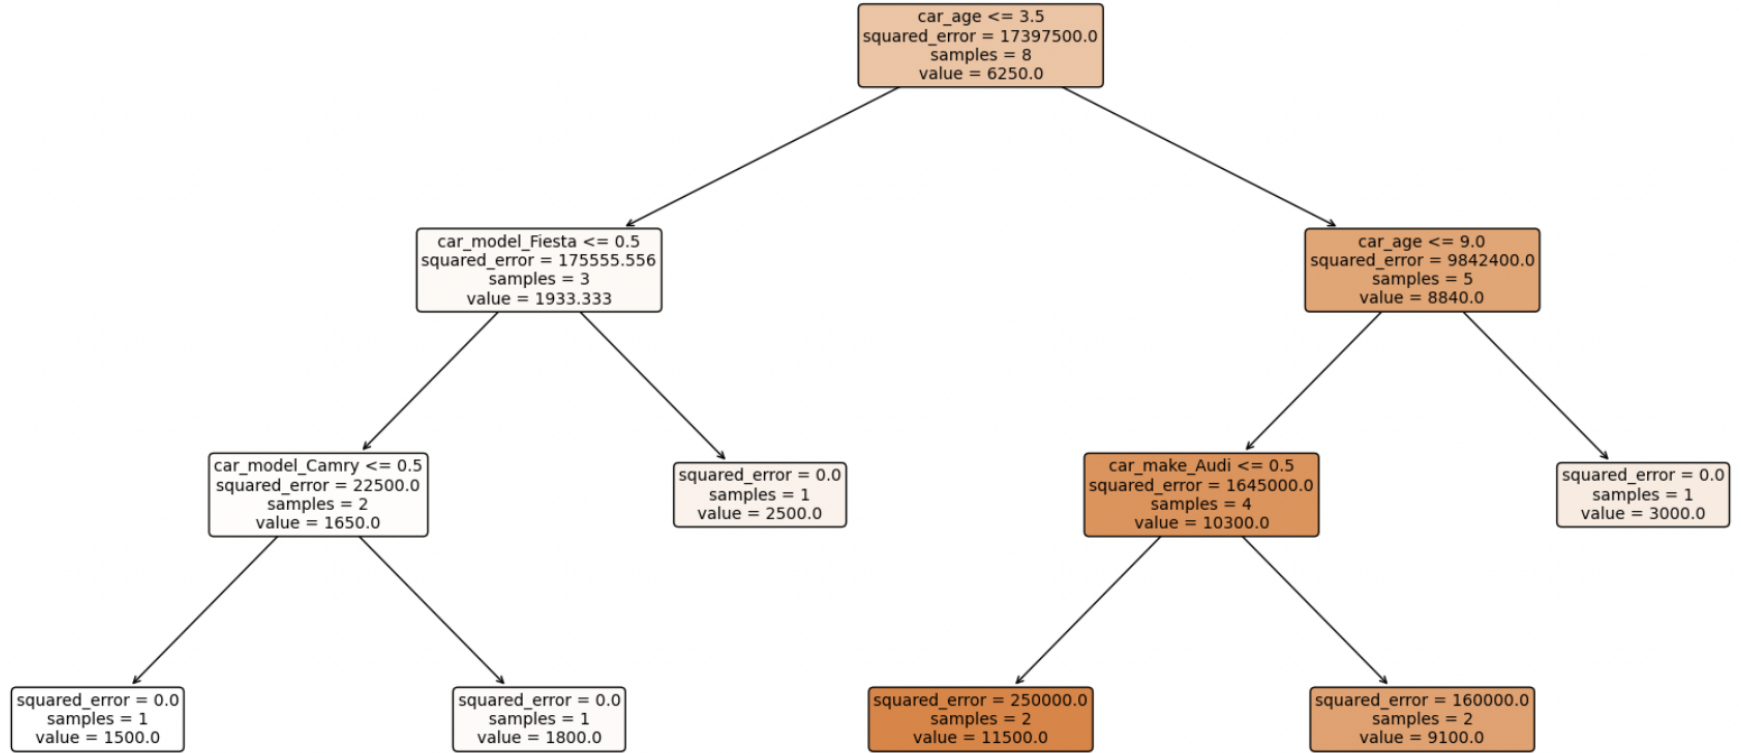 car_age <= 3.5
squared_error = 17397500.0
samples = 8
value = 6250.0
car_model_Fiesta <= 0.5
squared_error = 175555.556
samples = 3
value = 1933.333
car_age <= 9.0
squared_error = 9842400.0
samples = 5
value = 8840.0
car_model_Camry <= 0.5
squared_error = 22500.0
samples = 2
value = 1650.0
squared_error = 0.0
samples = 1
value = 2500.0
car_make_Audi <= 0.5
squared_error = 1645000.0
samples = 4
value = 10300.0
squared_error = 0.0
samples = 1
value = 3000.0
squared_error = 0.0
samples = 1
value = 1500.0
squared_error = 0.0
samples = 1
value = 1800.0
squared_error = 250000.0
samples = 2
value = 11500.0
squared_error = 160000.0
samples = 2
value = 9100.0